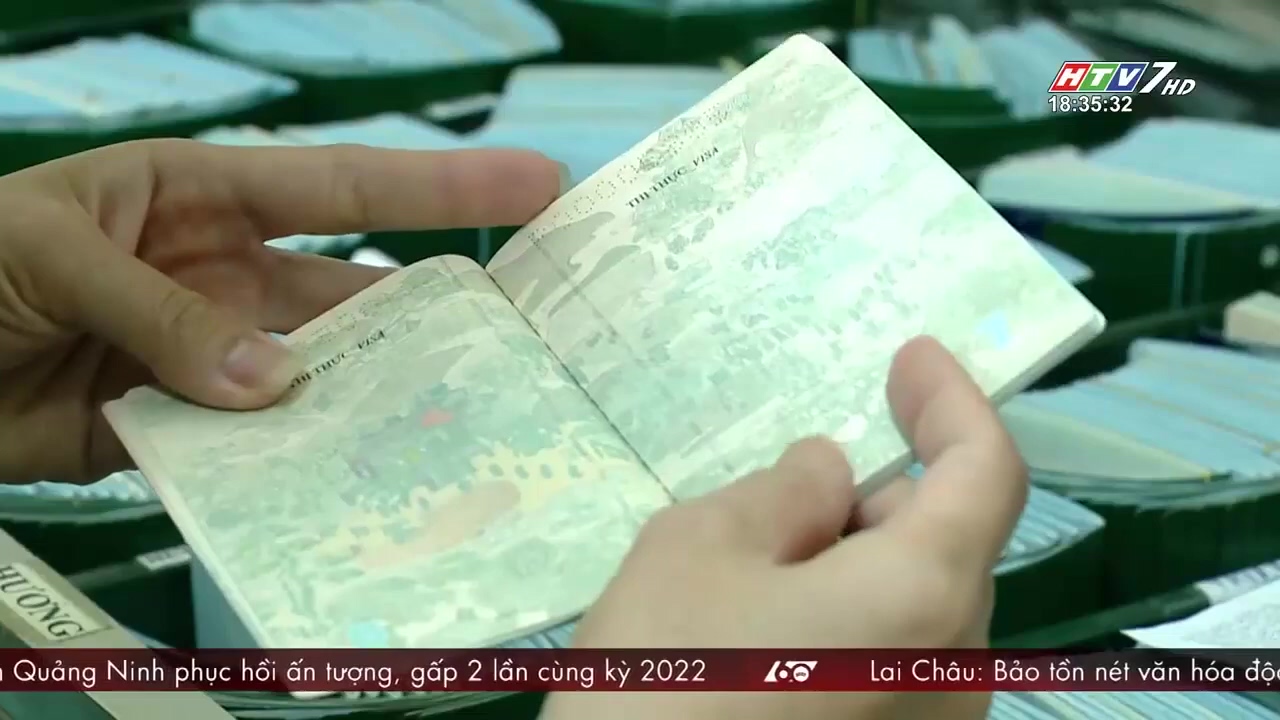 HTV7 HD
18:35:32
THỊ THỰC VISA
THỊ THỰC VISA
HƯƠNG
Quảng Ninh phục hồi ấn tượng, gấp 2 lần cùng kỳ 2022
Lai Châu: Bảo tồn nét văn hóa